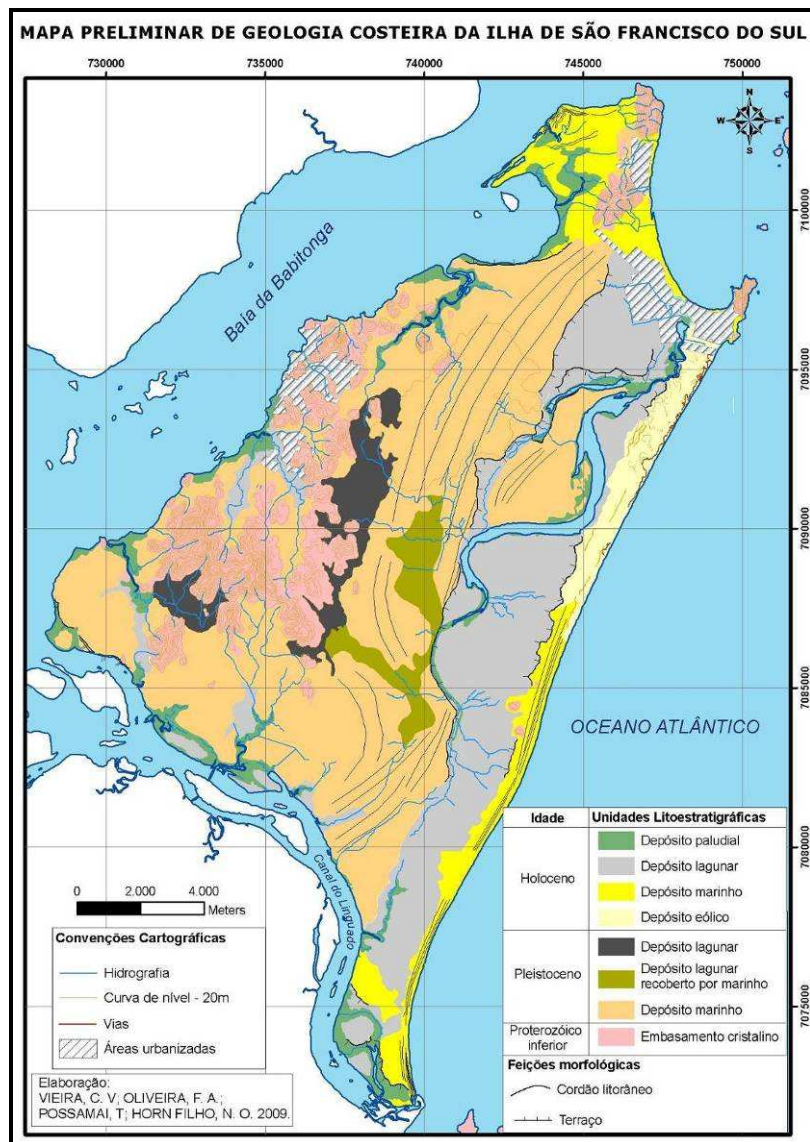 MAPA PRELIMINAR DE GEOLOGIA COSTEIRA DA ILHA DE SÃO FRANCISCO DO SUL
730000 735000 740000 745000 750000
N
W E
S
7100000
Baía da Babitonga
7095000
7090000
7085000
OCEANO ATLÂNTICO
7080000
Canal do Linguado
7075000
0 2.000 4.000
Meters
Convenções Cartográficas
Hidrografia
Curva de nível - 20m
Vias
Áreas urbanizadas
Elaboração:
VIEIRA, C. V; OLIVEIRA, F. A.;
POSSAMAI, T; HORN FILHO, N. O. 2009.
Idade Unidades Litoestratigráficas
Holoceno
Depósito paludial
Depósito lagunar
Depósito marinho
Depósito eólico
Pleistoceno
Depósito lagunar
Depósito lagunar
recoberto por marinho
Depósito marinho
Proterozóico
inferior
Embasamento cristalino
Feições morfológicas
Cordão litorâneo
Terraço